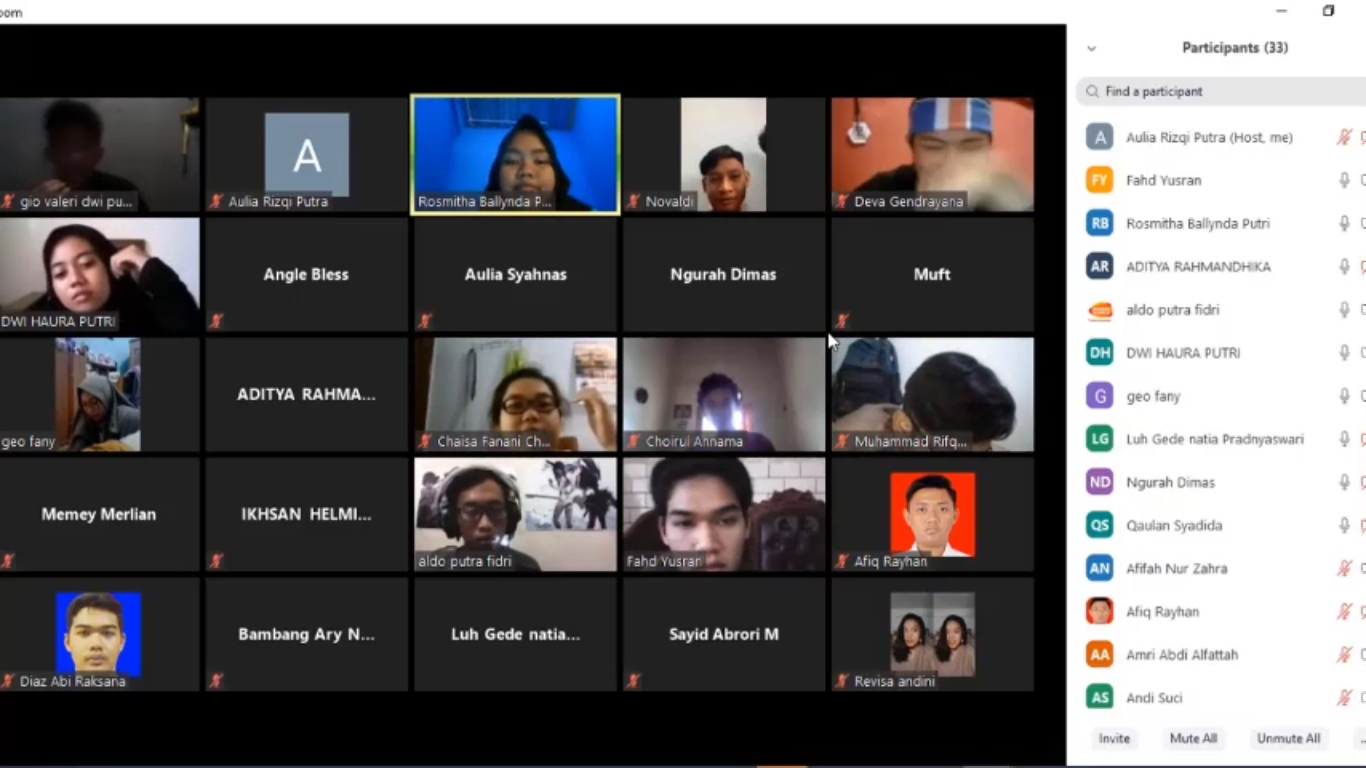 oom
Participants (33)
Find a participant
gio valeri dwi pu...
A
Aulia Rizqi Putra
Rosmitha Ballynda P...
Novaldi
Deva Gendrayana
DWI HAURA PUTRI
Angle Bless
Aulia Syahnas
Ngurah Dimas
Muft
geo fany
ADITYA RAHMA...
Chaisa Fanani Ch...
Choirul Annama
Muhammad Rifq...
Memey Merlian
IKHSAN HELMI...
aldo putra fidri
Fahd Yusran
Afiq Rayhan
Diaz Abi Raksana
Bambang Ary N...
Luh Gede natia...
Sayid Abrori M
Revisa andini
A Aulia Rizqi Putra (Host, me)
FY Fahd Yusran
RB Rosmitha Ballynda Putri
AR ADITYA RAHMANDHIKA
aldo putra fidri
DH DWI HAURA PUTRI
G geo fany
LG Luh Gede natia Pradnyaswari
ND Ngurah Dimas
QS Qaulan Syadida
AN Afifah Nur Zahra
Afiq Rayhan
AA Amri Abdi Alfattah
AS Andi Suci
Invite Mute All Unmute All ...